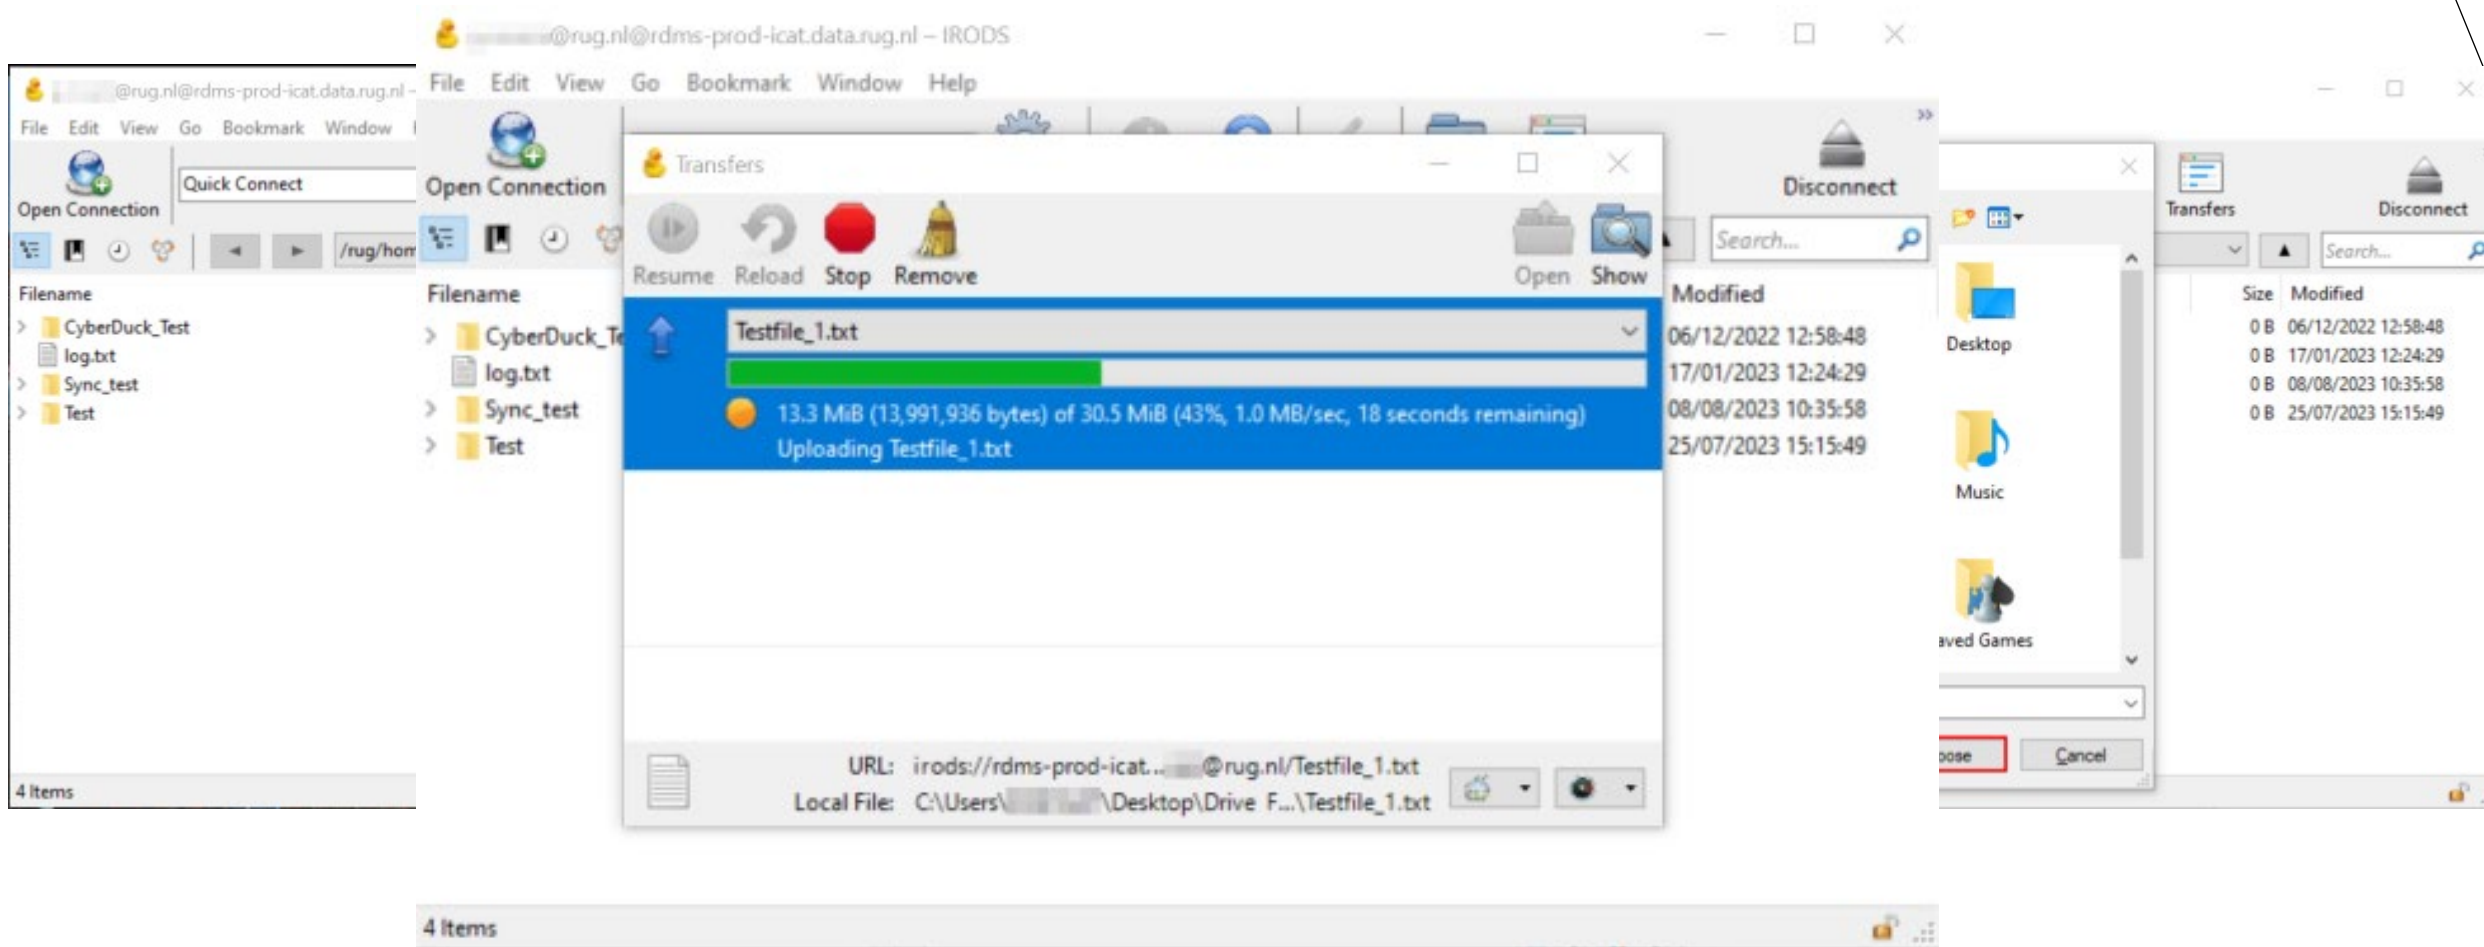 @rug.nl@rdms-prod-icat.data.rug.nl – IRODS
File Edit View Go Bookmark Window Help
Open Connection
Disconnect
Search...
Filename
Modified
CyberDuck_Te
06/12/2022 12:58:48
log.txt
17/01/2023 12:24:29
Sync_test
08/08/2023 10:35:58
Test
25/07/2023 15:15:49
4 Items
Transfers
Resume Reload Stop Remove Open Show
Testfile_1.txt
13.3 MiB (13,991,936 bytes) of 30.5 MiB (43%, 1.0 MB/sec, 18 seconds remaining)
Uploading Testfile_1.txt
URL: irods://rdms-prod-icat... @rug.nl/Testfile_1.txt
Local File: C:\Users\ \Desktop\Drive F...\Testfile_1.txt
@rug.nl@rdms-prod-icat.data.rug.nl –
File Edit View Go Bookmark Window
Open Connection
Quick Connect
/rug/hom
Filename
CyberDuck_Test
log.txt
Sync_test
Test
4 Items
Desktop
Music
aved Games
oose
Cancel
Transfers
Disconnect
Search...
Size Modified
0 B 06/12/2022 12:58:48
0 B 17/01/2023 12:24:29
0 B 08/08/2023 10:35:58
0 B 25/07/2023 15:15:49